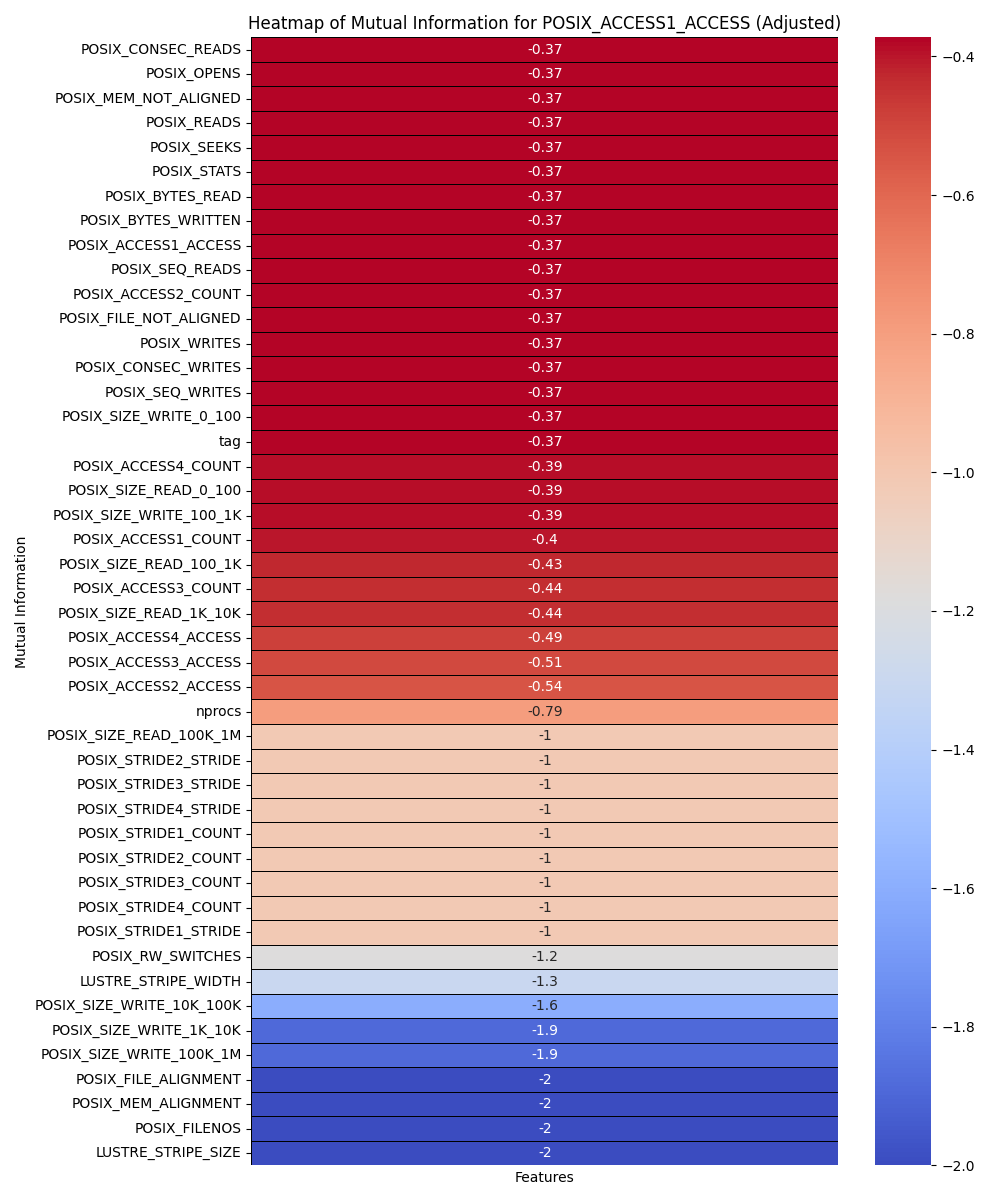 Heatmap of Mutual Information for POSIX_ACCESS1_ACCESS (Adjusted)
POSIX_CONSEC_READS -0.37
POSIX_OPENS -0.37
POSIX_MEM_NOT_ALIGNED -0.37
POSIX_READS -0.37
POSIX_SEEKS -0.37
POSIX_STATS -0.37
POSIX_BYTES_READ -0.37
POSIX_BYTES_WRITTEN -0.37
POSIX_ACCESS1_ACCESS -0.37
POSIX_SEQ_READS -0.37
POSIX_ACCESS2_COUNT -0.37
POSIX_FILE_NOT_ALIGNED -0.37
POSIX_WRITES -0.37
POSIX_CONSEC_WRITES -0.37
POSIX_SEQ_WRITES -0.37
POSIX_SIZE_WRITE_0_100 -0.37
tag -0.37
POSIX_ACCESS4_COUNT -0.39
POSIX_SIZE_READ_0_100 -0.39
POSIX_SIZE_WRITE_100_1K -0.39
POSIX_ACCESS1_COUNT -0.4
POSIX_SIZE_READ_100_1K -0.43
POSIX_ACCESS3_COUNT -0.44
POSIX_SIZE_READ_1K_10K -0.44
POSIX_ACCESS4_ACCESS -0.49
POSIX_ACCESS3_ACCESS -0.51
POSIX_ACCESS2_ACCESS -0.54
nprocs -0.79
POSIX_SIZE_READ_100K_1M -1
POSIX_STRIDE2_STRIDE -1
POSIX_STRIDE3_STRIDE -1
POSIX_STRIDE4_STRIDE -1
POSIX_STRIDE1_COUNT -1
POSIX_STRIDE2_COUNT -1
POSIX_STRIDE3_COUNT -1
POSIX_STRIDE4_COUNT -1
POSIX_STRIDE1_STRIDE -1
POSIX_RW_SWITCHES -1.2
LUSTRE_STRIPE_WIDTH -1.3
POSIX_SIZE_WRITE_10K_100K -1.6
POSIX_SIZE_WRITE_1K_10K -1.9
POSIX_SIZE_WRITE_100K_1M -1.9
POSIX_FILE_ALIGNMENT -2
POSIX_MEM_ALIGNMENT -2
POSIX_FILENOS -2
LUSTRE_STRIPE_SIZE -2
Mutual Information
Features
−0.4
−0.6
−0.8
−1.0
−1.2
−1.4
−1.6
−1.8
−2.0